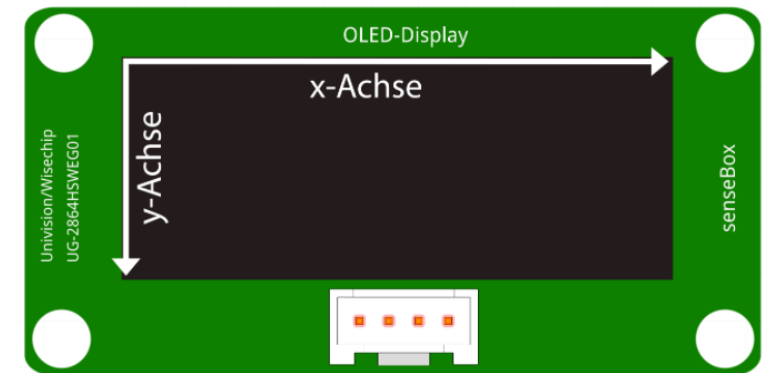 OLED-Display
x-Achse
y-Achse
Univision/Wisechip
UG-2864HSWEG01
senseBox